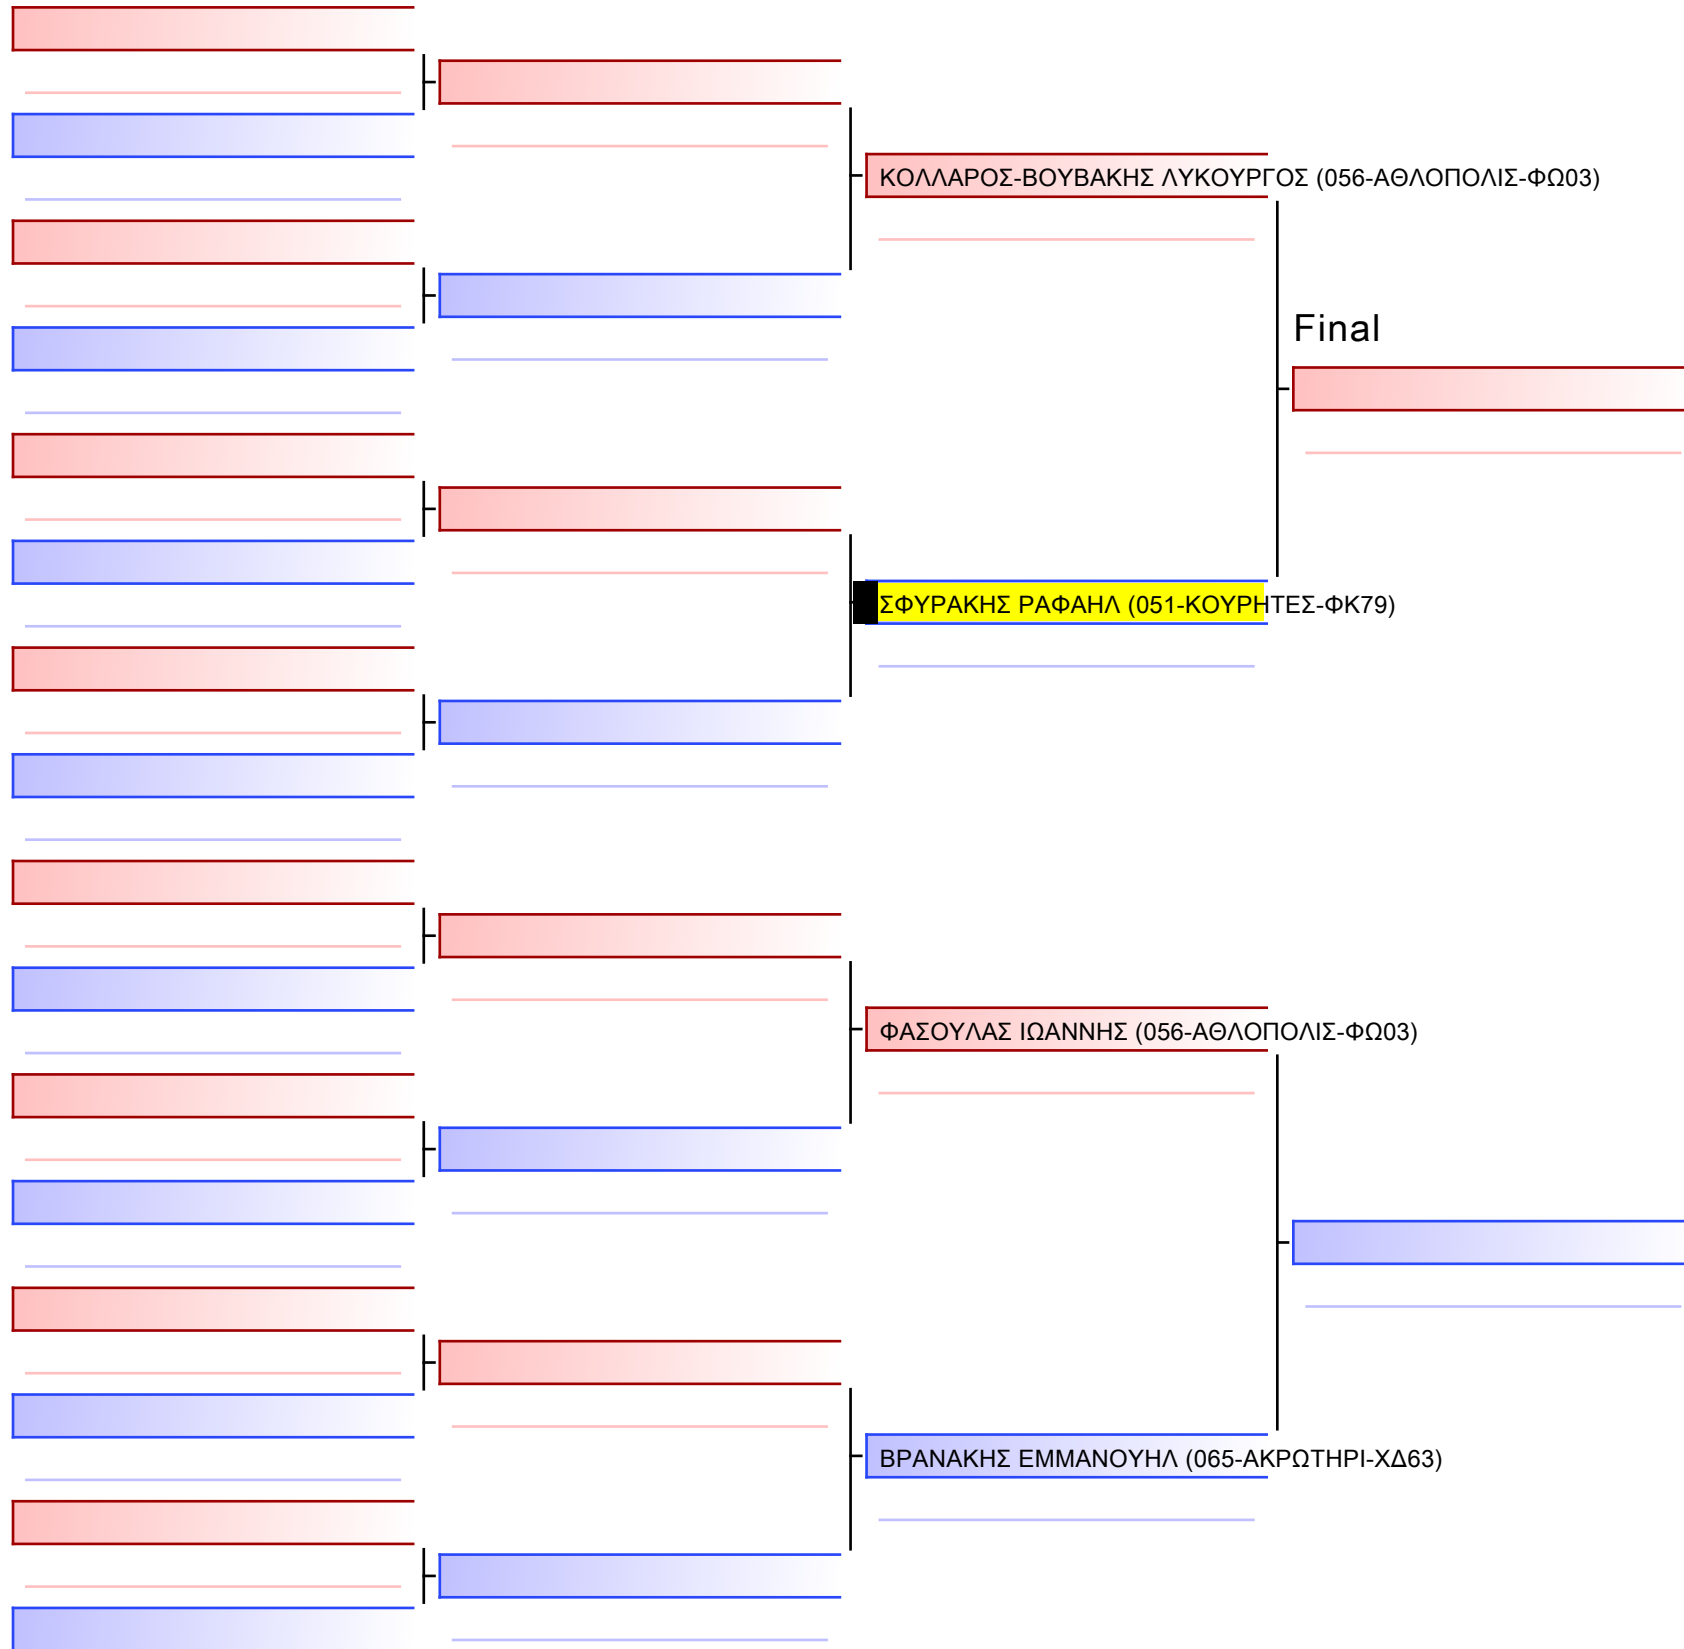 ΚΟΛΛΑΡΟΣ-ΒΟΥΒΑΚΗΣ ΛΥΚΟΥΡΓΟΣ (056-ΑΘΛΟΠΟΛΙΣ-ΦΩ03)
Final
ΣΦΥΡΑΚΗΣ ΡΑΦΑΗΛ (051-ΚΟΥΡΗΤΕΣ-ΦΚ79)
ΦΑΣΟΥΛΑΣ ΙΩΑΝΝΗΣ (056-ΑΘΛΟΠΟΛΙΣ-ΦΩ03)
ΒΡΑΝΑΚΗΣ ΕΜΜΑΝΟΥΗΛ (065-ΑΚΡΩΤΗΡΙ-ΧΔ63)